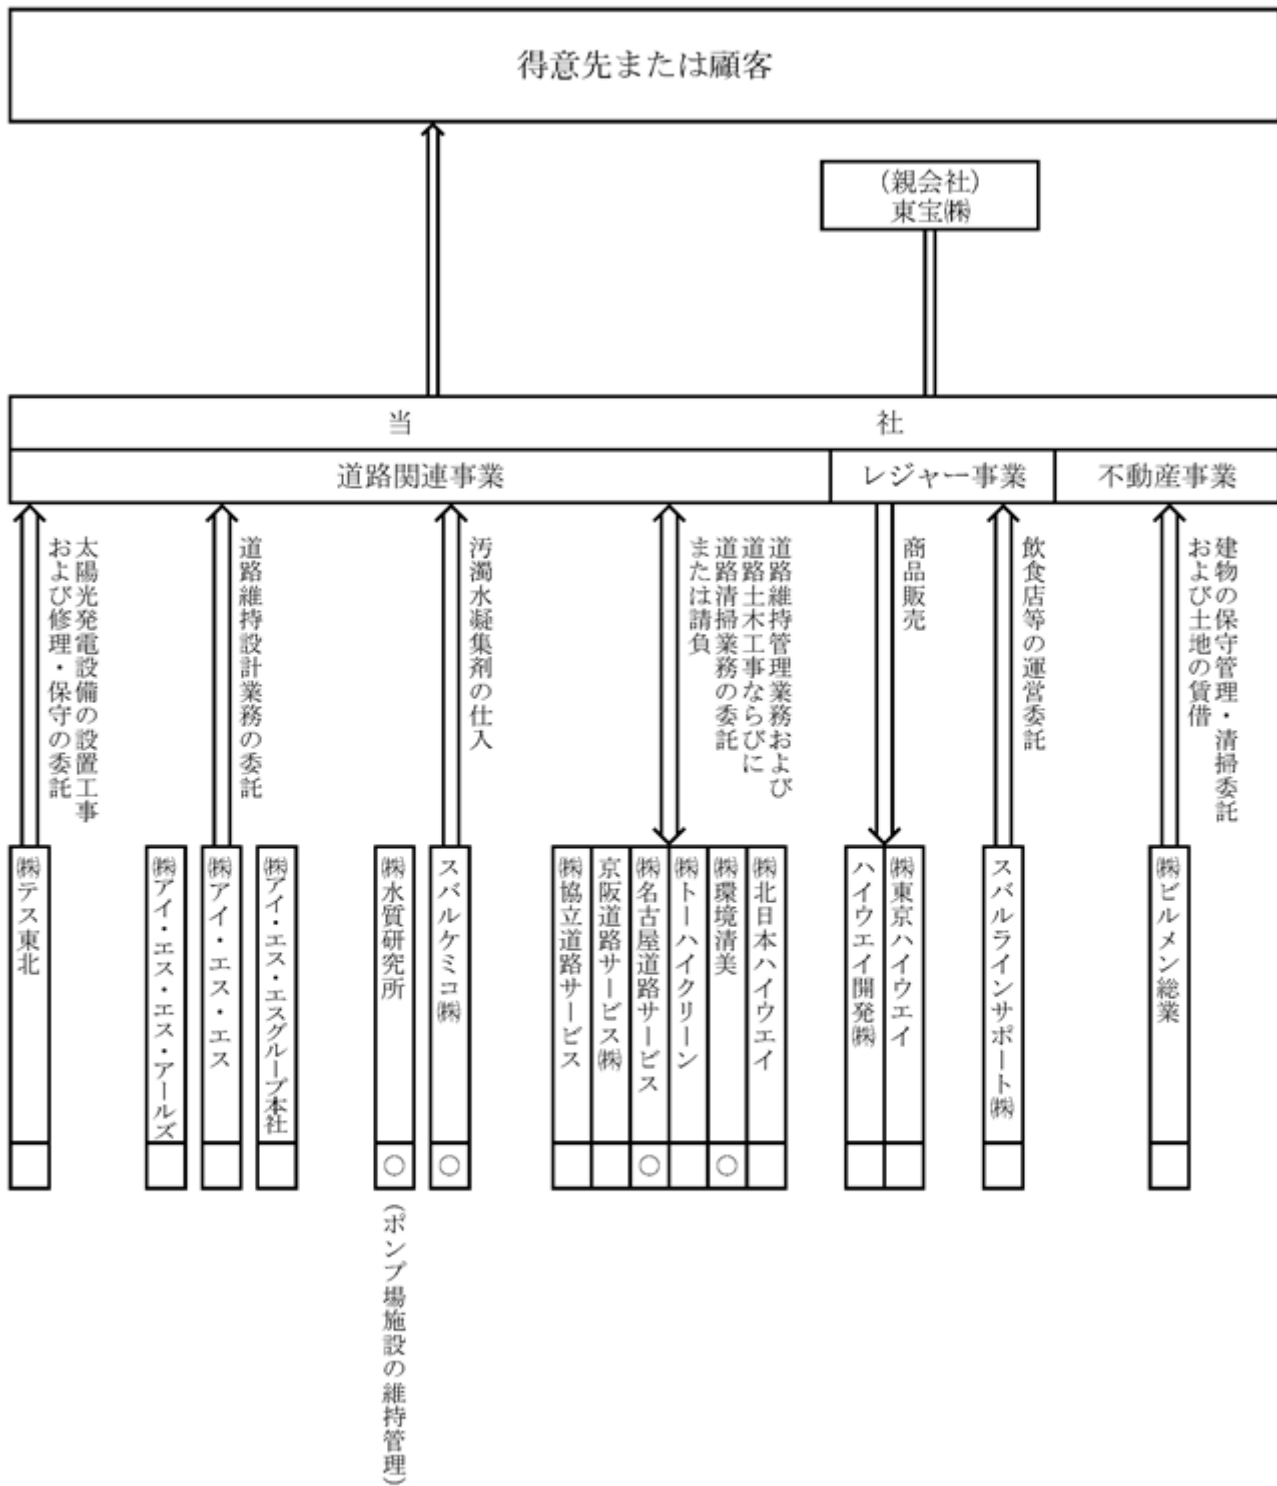 得意先または顧客
(親会社)
東宝㈱
当社
道路関連事業
レジャー事業
不動産事業
太陽光発電設備の設置工事
および修理・保守の委託
道路維持設計業務の委託
汚濁水凝集剤の仕入
道路維持管理業務および
道路土木工事ならびに
道路清掃業務の委託
または請負
商品販売
飲食店等の運営委託
建物の保守管理・清掃委託
および土地の賃借
㈱テス東北
㈱アイ・エス・エス・アールズ
㈱アイ・エス・エス
㈱アイ・エス・エスグループ本社
㈱水質研究所
スバルケミコ㈱
㈱協立道路サービス
京阪道路サービス㈱
㈱名古屋道路サービス
㈱トーハイクリーン
㈱環境清美
㈱北日本ハイウエイ
ハイウエイ開発㈱
㈱東京ハイウエイ
スバルラインサポート㈱
㈱ビルメン総業
○
○
○
○
(ポンプ場施設の維持管理)